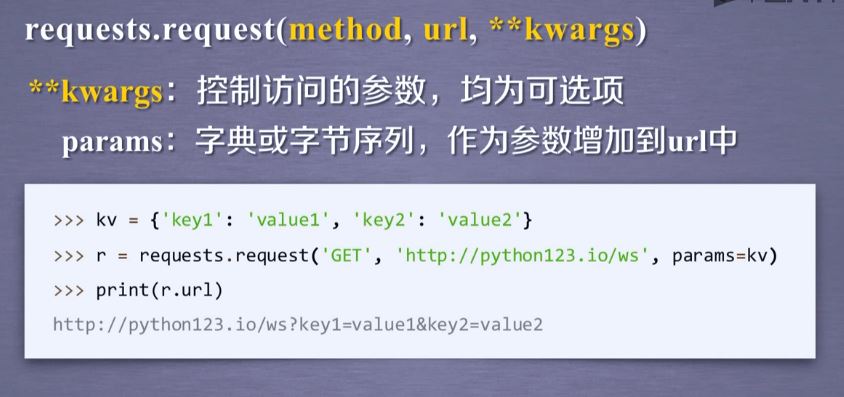 requests.request(method, url, **kwargs)
**kwargs: 控制访问的参数，均为可选项
params: 字典或字节序列，作为参数增加到url中
>>> kv = {'key1': 'value1', 'key2': 'value2'}
>>> r = requests.request('GET', 'http://python123.io/ws', params=kv)
>>> print(r.url)
http://python123.io/ws?key1=value1&key2=value2